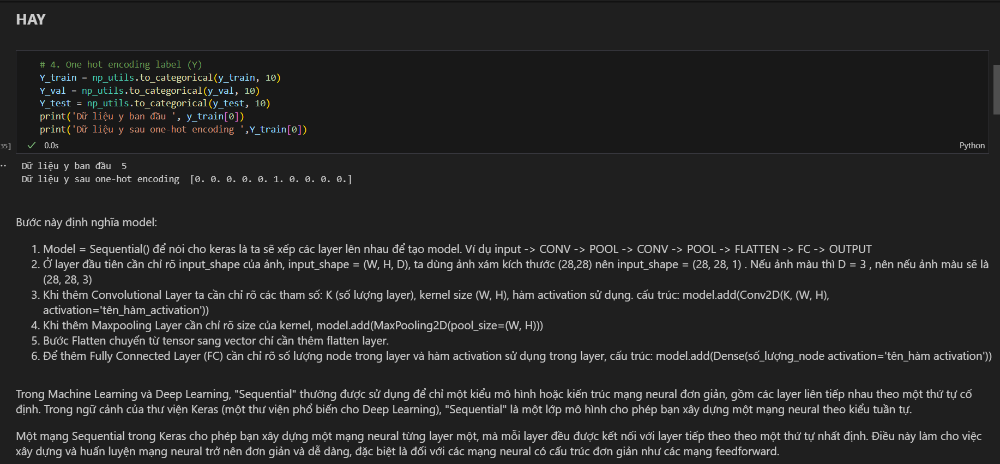 HAY
# 4. One hot encoding label (Y)
Y_train = np_utils.to_categorical(y_train, 10)
Y_val = np_utils.to_categorical(y_val, 10)
Y_test = np_utils.to_categorical(y_test, 10)
print('Dữ liệu y ban đầu ', y_train[0])
print('Dữ liệu y sau one-hot encoding ',Y_train[0])
35]
0.0s
Python
Dữ liệu y ban đầu  5
Dữ liệu y sau one-hot encoding  [0. 0. 0. 0. 0. 1. 0. 0. 0. 0.]
Bước này định nghĩa model:
1. Model = Sequential() để nói cho keras là ta sẽ xếp các layer lên nhau để tạo model. Ví dụ input -> CONV -> POOL -> CONV -> POOL -> FLATTEN -> FC -> OUTPUT
2. Ở layer đầu tiên cần chỉ rõ input_shape của ảnh, input_shape = (W, H, D), ta dùng ảnh xám kích thước (28,28) nên input_shape = (28, 28, 1) . Nếu ảnh màu thì D = 3 , nên nếu ảnh màu sẽ là
(28, 28, 3)
3. Khi thêm Convolutional Layer ta cần chỉ rõ các tham số: K (số lượng layer), kernel size (W, H), hàm activation sử dụng. cấu trúc: model.add(Conv2D(K, (W, H),
activation='tên_hàm_activation'))
4. Khi thêm Maxpooling Layer cần chỉ rõ size của kernel, model.add(MaxPooling2D(pool_size=(W, H)))
5. Bước Flatten chuyển từ tensor sang vector chỉ cần thêm flatten layer.
6. Để thêm Fully Connected Layer (FC) cần chỉ rõ số lượng node trong layer và hàm activation sử dụng trong layer, cấu trúc: model.add(Dense(số_lượng_node activation='tên_hàm activation'))
Trong Machine Learning và Deep Learning, "Sequential" thường được sử dụng để chỉ một kiểu mô hình hoặc kiến trúc mạng neural đơn giản, gồm các layer liên tiếp nhau theo một thứ tự cố
định. Trong ngữ cảnh của thư viện Keras (một thư viện phổ biến cho Deep Learning), "Sequential" là một lớp mô hình cho phép bạn xây dựng một mạng neural theo kiểu tuần tự.
Một mạng Sequential trong Keras cho phép bạn xây dựng một mạng neural từng layer một, mà mỗi layer đều được kết nối với layer tiếp theo theo một thứ tự nhất định. Điều này làm cho việc
xây dựng và huấn luyện mạng neural trở nên đơn giản và dễ dàng, đặc biệt là đối với các mạng neural có cấu trúc đơn giản như các mạng feedforward.